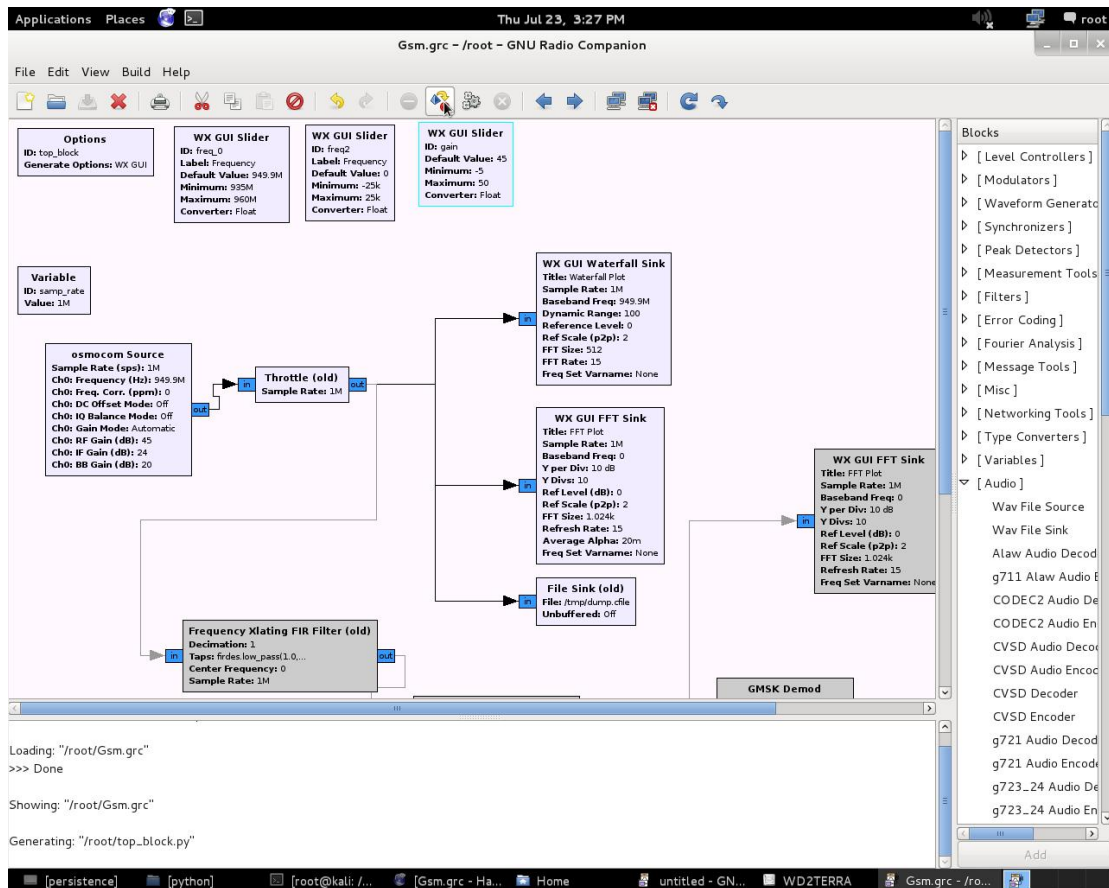 Applications Places Thu Jul 23, 3:27 PM root
Gsm.grc - /root - GNU Radio Companion
File Edit View Build Help
Options
ID: top_block
Generate Options: WX GUI
WX GUI Slider
ID: freq_0
Label: Frequency
Default Value: 949.9M
Minimum: 935M
Maximum: 960M
Converter: Float
WX GUI Slider
ID: freq2
Label: Frequency
Default Value: 0
Minimum: -25k
Maximum: 25k
Converter: Float
WX GUI Slider
ID: gain
Default Value: 45
Minimum: -5
Maximum: 50
Converter: Float
Variable
ID: samp_rate
Value: 1M
osmocom Source
Sample Rate (sps): 1M
Ch0: Frequency (Hz): 949.9M
Ch0: Freq. Corr. (ppm): 0
Ch0: DC Offset Mode: Off
Ch0: IQ Balance Mode: Off
Ch0: Gain Mode: Automatic
Ch0: RF Gain (dB): 45
Ch0: IF Gain (dB): 24
Ch0: BB Gain (dB): 20
out
in
Throttle (old)
Sample Rate: 1M
out
WX GUI Waterfall Sink
Title: Waterfall Plot
Sample Rate: 1M
Baseband Freq: 949.9M
Dynamic Range: 100
Reference Level: 0
Ref Scale (p2p): 2
FFT Size: 512
FFT Rate: 15
Freq Set Varname: None
in
WX GUI FFT Sink
Title: FFT Plot
Sample Rate: 1M
Baseband Freq: 0
Y per Div: 10 dB
Y Divs: 10
Ref Level (dB): 0
Ref Scale (p2p): 2
FFT Size: 1.024k
Refresh Rate: 15
Average Alpha: 20m
Freq Set Varname: None
in
File Sink (old)
File: /tmp/dump.cfile
Unbuffered: Off
in
WX GUI FFT Sink
Title: FFT Plot
Sample Rate: 1M
Baseband Freq: 0
Y per Div: 10 dB
Y Divs: 10
Ref Level (dB): 0
Ref Scale (p2p): 2
FFT Size: 1.024k
Refresh Rate: 15
Freq Set Varname: None
in
Frequency Xlating FIR Filter (old)
Decimation: 1
Taps: firdes.low_pass(1.0,...
Center Frequency: 0
Sample Rate: 1M
in
out
GMSK Demod
Blocks
[ Level Controllers ]
[ Modulators ]
[ Waveform Generato
[ Synchronizers ]
[ Peak Detectors ]
[ Measurement Tools
[ Filters ]
[ Error Coding ]
[ Fourier Analysis ]
[ Message Tools ]
[ Misc ]
[ Networking Tools ]
[ Type Converters ]
[ Variables ]
[ Audio ]
Wav File Source
Wav File Sink
Alaw Audio Decod
g711 Alaw Audio E
CODEC2 Audio De
CODEC2 Audio En
CVSD Audio Decod
CVSD Audio Encoc
CVSD Decoder
CVSD Encoder
g721 Audio Decod
g721 Audio Encode
g723_24 Audio De
g723_24 Audio En
Add
Loading: "/root/Gsm.grc"
>>> Done
Showing: "/root/Gsm.grc"
Generating: "/root/top_block.py"
[persistence] [python] [root@kali: /... [Gsm.grc - Ha... Home untitled - GN... WD2TERRA Gsm.grc - /ro...